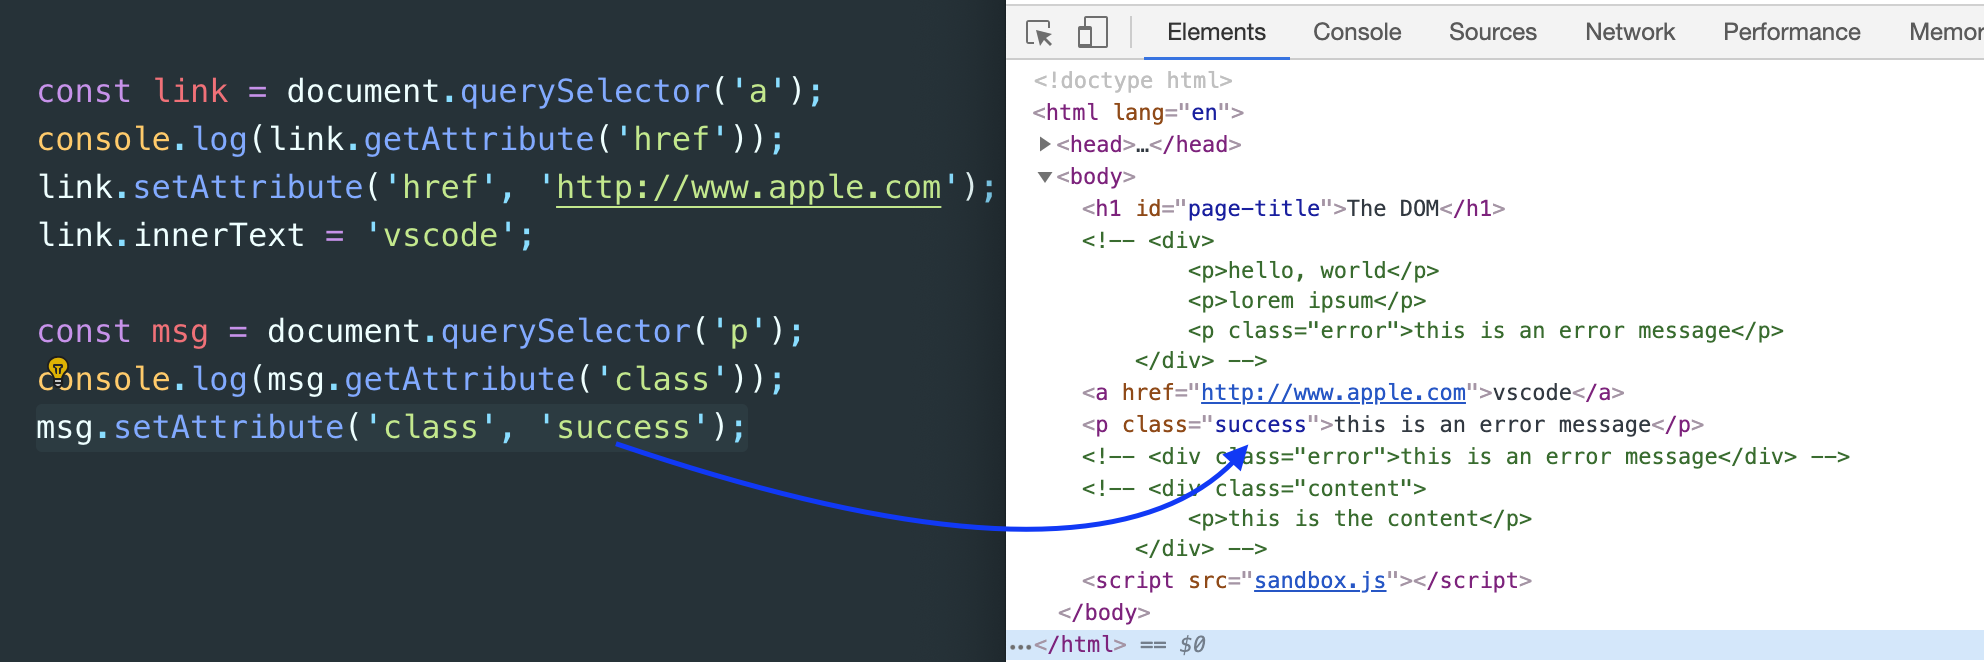 const link = document.querySelector('a');
console.log(link.getAttribute('href'));
link.setAttribute('href', 'http://www.apple.com');
link.innerText = 'vscode';
const msg = document.querySelector('p');
console.log(msg.getAttribute('class'));
msg.setAttribute('class', 'success');
Elements Console Sources Network Performance Memor
<!doctype html>
<html lang="en">
<head>…</head>
<body>
<h1 id="page-title">The DOM</h1>
<!-- <div>
<p>hello, world</p>
<p>lorem ipsum</p>
<p class="error">this is an error message</p>
</div> -->
<a href="http://www.apple.com">vscode</a>
<p class="success">this is an error message</p>
<!-- <div class="error">this is an error message</div> -->
<!-- <div class="content">
<p>this is the content</p>
</div> -->
<script src="sandbox.js"></script>
</body>
…</html> == $0